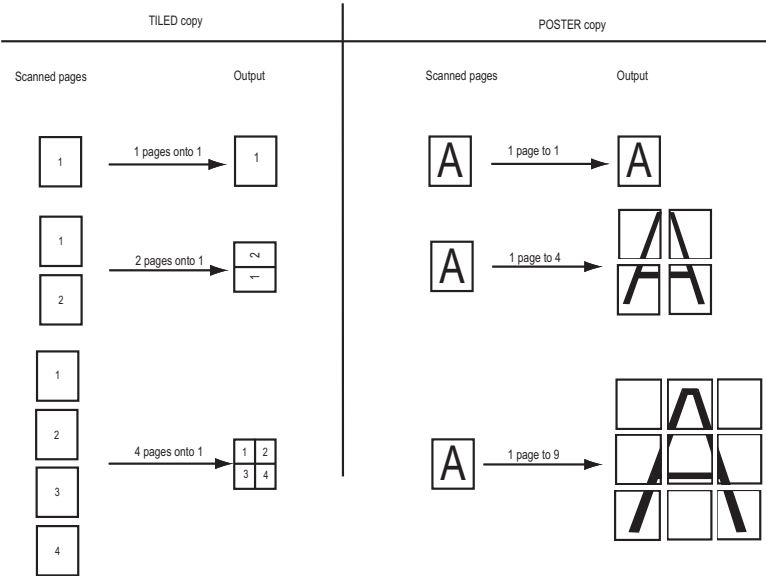 TILED copy
Scanned pages Output
1 1 pages onto 1 1
1
2
2 pages onto 1
2
1
1
2
3
4
4 pages onto 1
1 2
3 4
POSTER copy
Scanned pages Output
A 1 page to 1 A
A 1 page to 4 A
A 1 page to 9 A